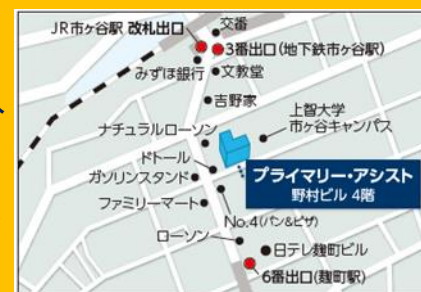 交番
JR市ヶ谷駅 改札出口
3番出口(地下鉄市ヶ谷駅)
みずほ銀行
文教堂
吉野家
上智大学
市ヶ谷キャンパス
ナチュラルローソン
ドトール
ガソリンスタンド
プライマリー・アシスト
野村ビル 4階
ファミリーマート
No.4(パン&ピザ)
ローソン
日テレ麹町ビル
6番出口(麹町駅)